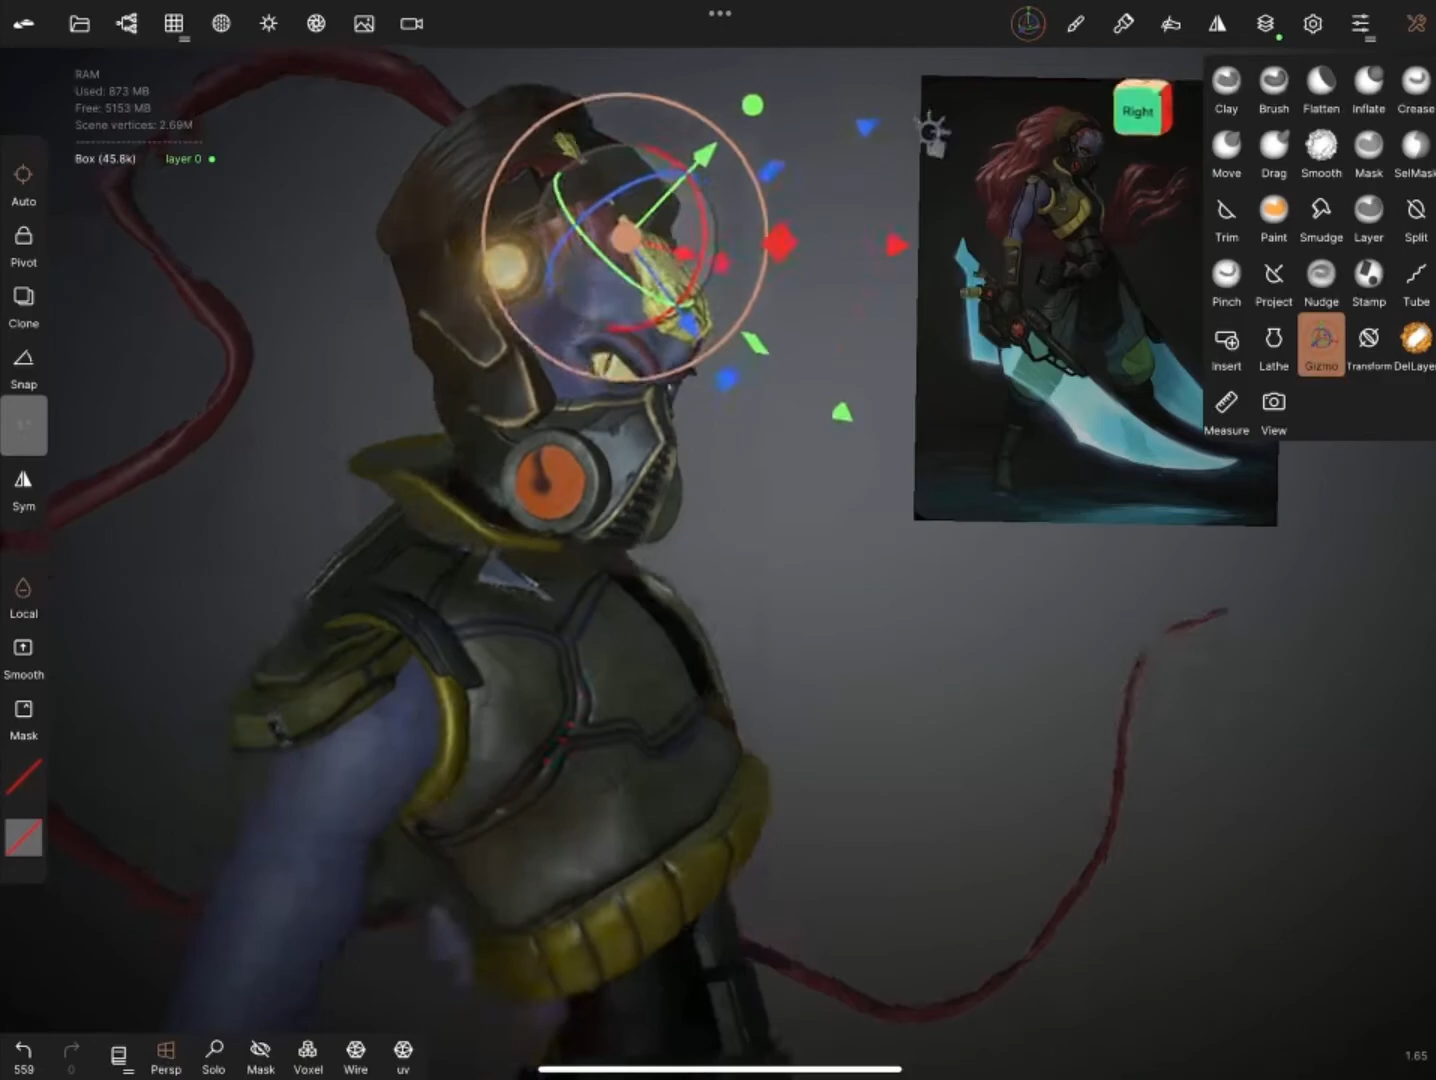 RAM
Used: 873 MB
Free: 5153 MB
Scene vertices: 2.69M
Box (45.8k) layer 0
Auto
Pivot
Clone
Snap
Sym
Local
Smooth
Mask
Right
Clay Brush Flatten Inflate Crease
Move Drag Smooth Mask SelMask
Trim Paint Smudge Layer Split
Pinch Project Nudge Stamp Tube
Insert Lathe Gizmo Transform DelLaye
Measure View
559 0 Persp Solo Mask Voxel Wire uv
1.65